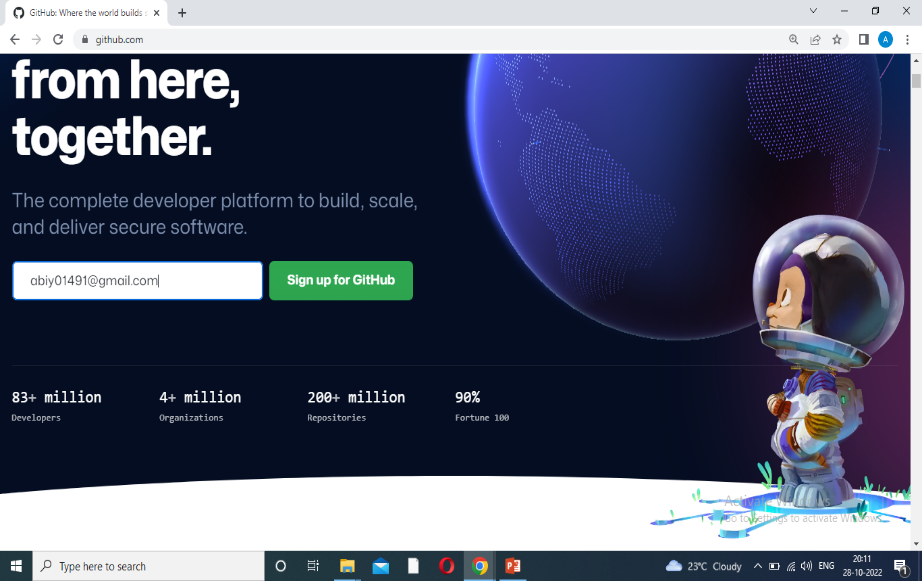 GitHub: Where the world builds
github.com
A
from here,
together.
The complete developer platform to build, scale,
and deliver secure software.
abiy01491@gmail.com
Sign up for GitHub
83+ million
Developers
4+ million
Organizations
200+ million
Repositories
90%
Fortune 100
Activate Windows
Go to Settings to activate Windows.
Type here to search
23°C Cloudy
ENG
20:11
28-10-2022
1